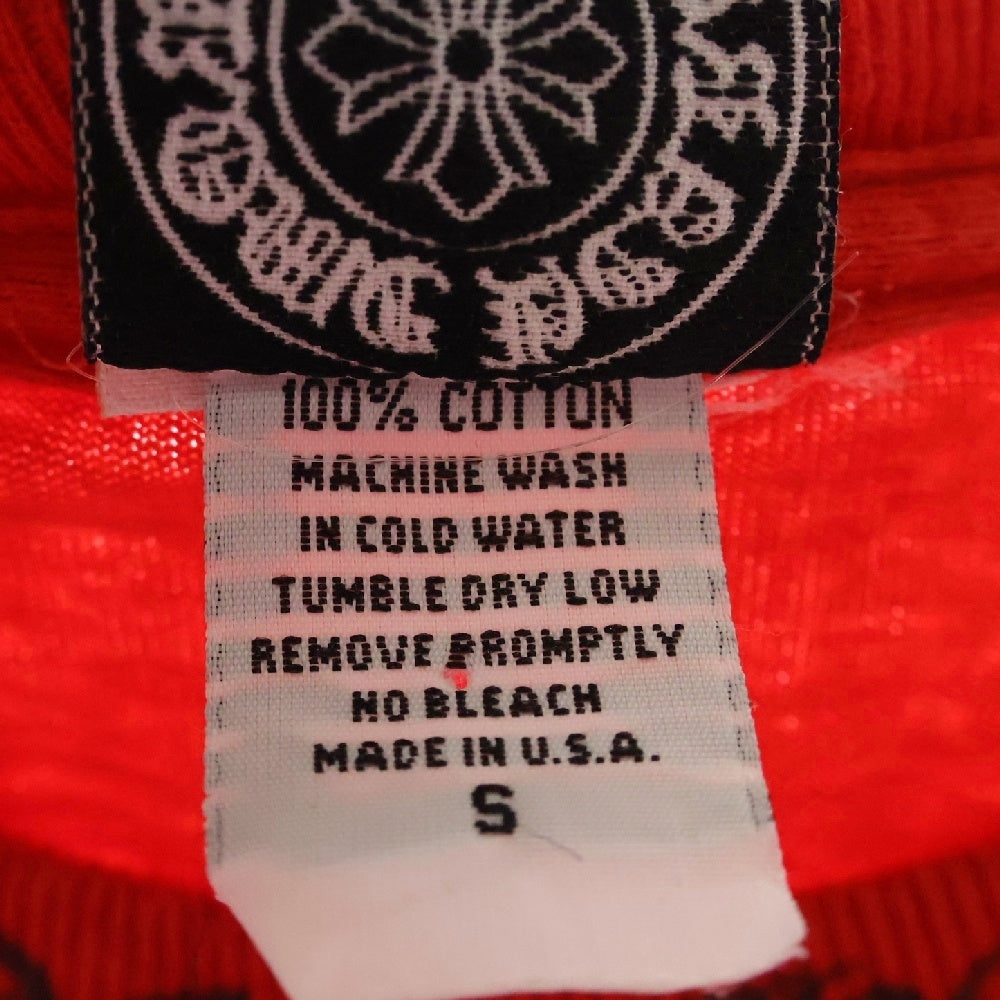 100% COTTON
MACHINE WASH
IN COLD WATER
TUMBLE DRY LOW
REMOVE PROMPTLY
NO BLEACH
MADE IN U.S.A.
S